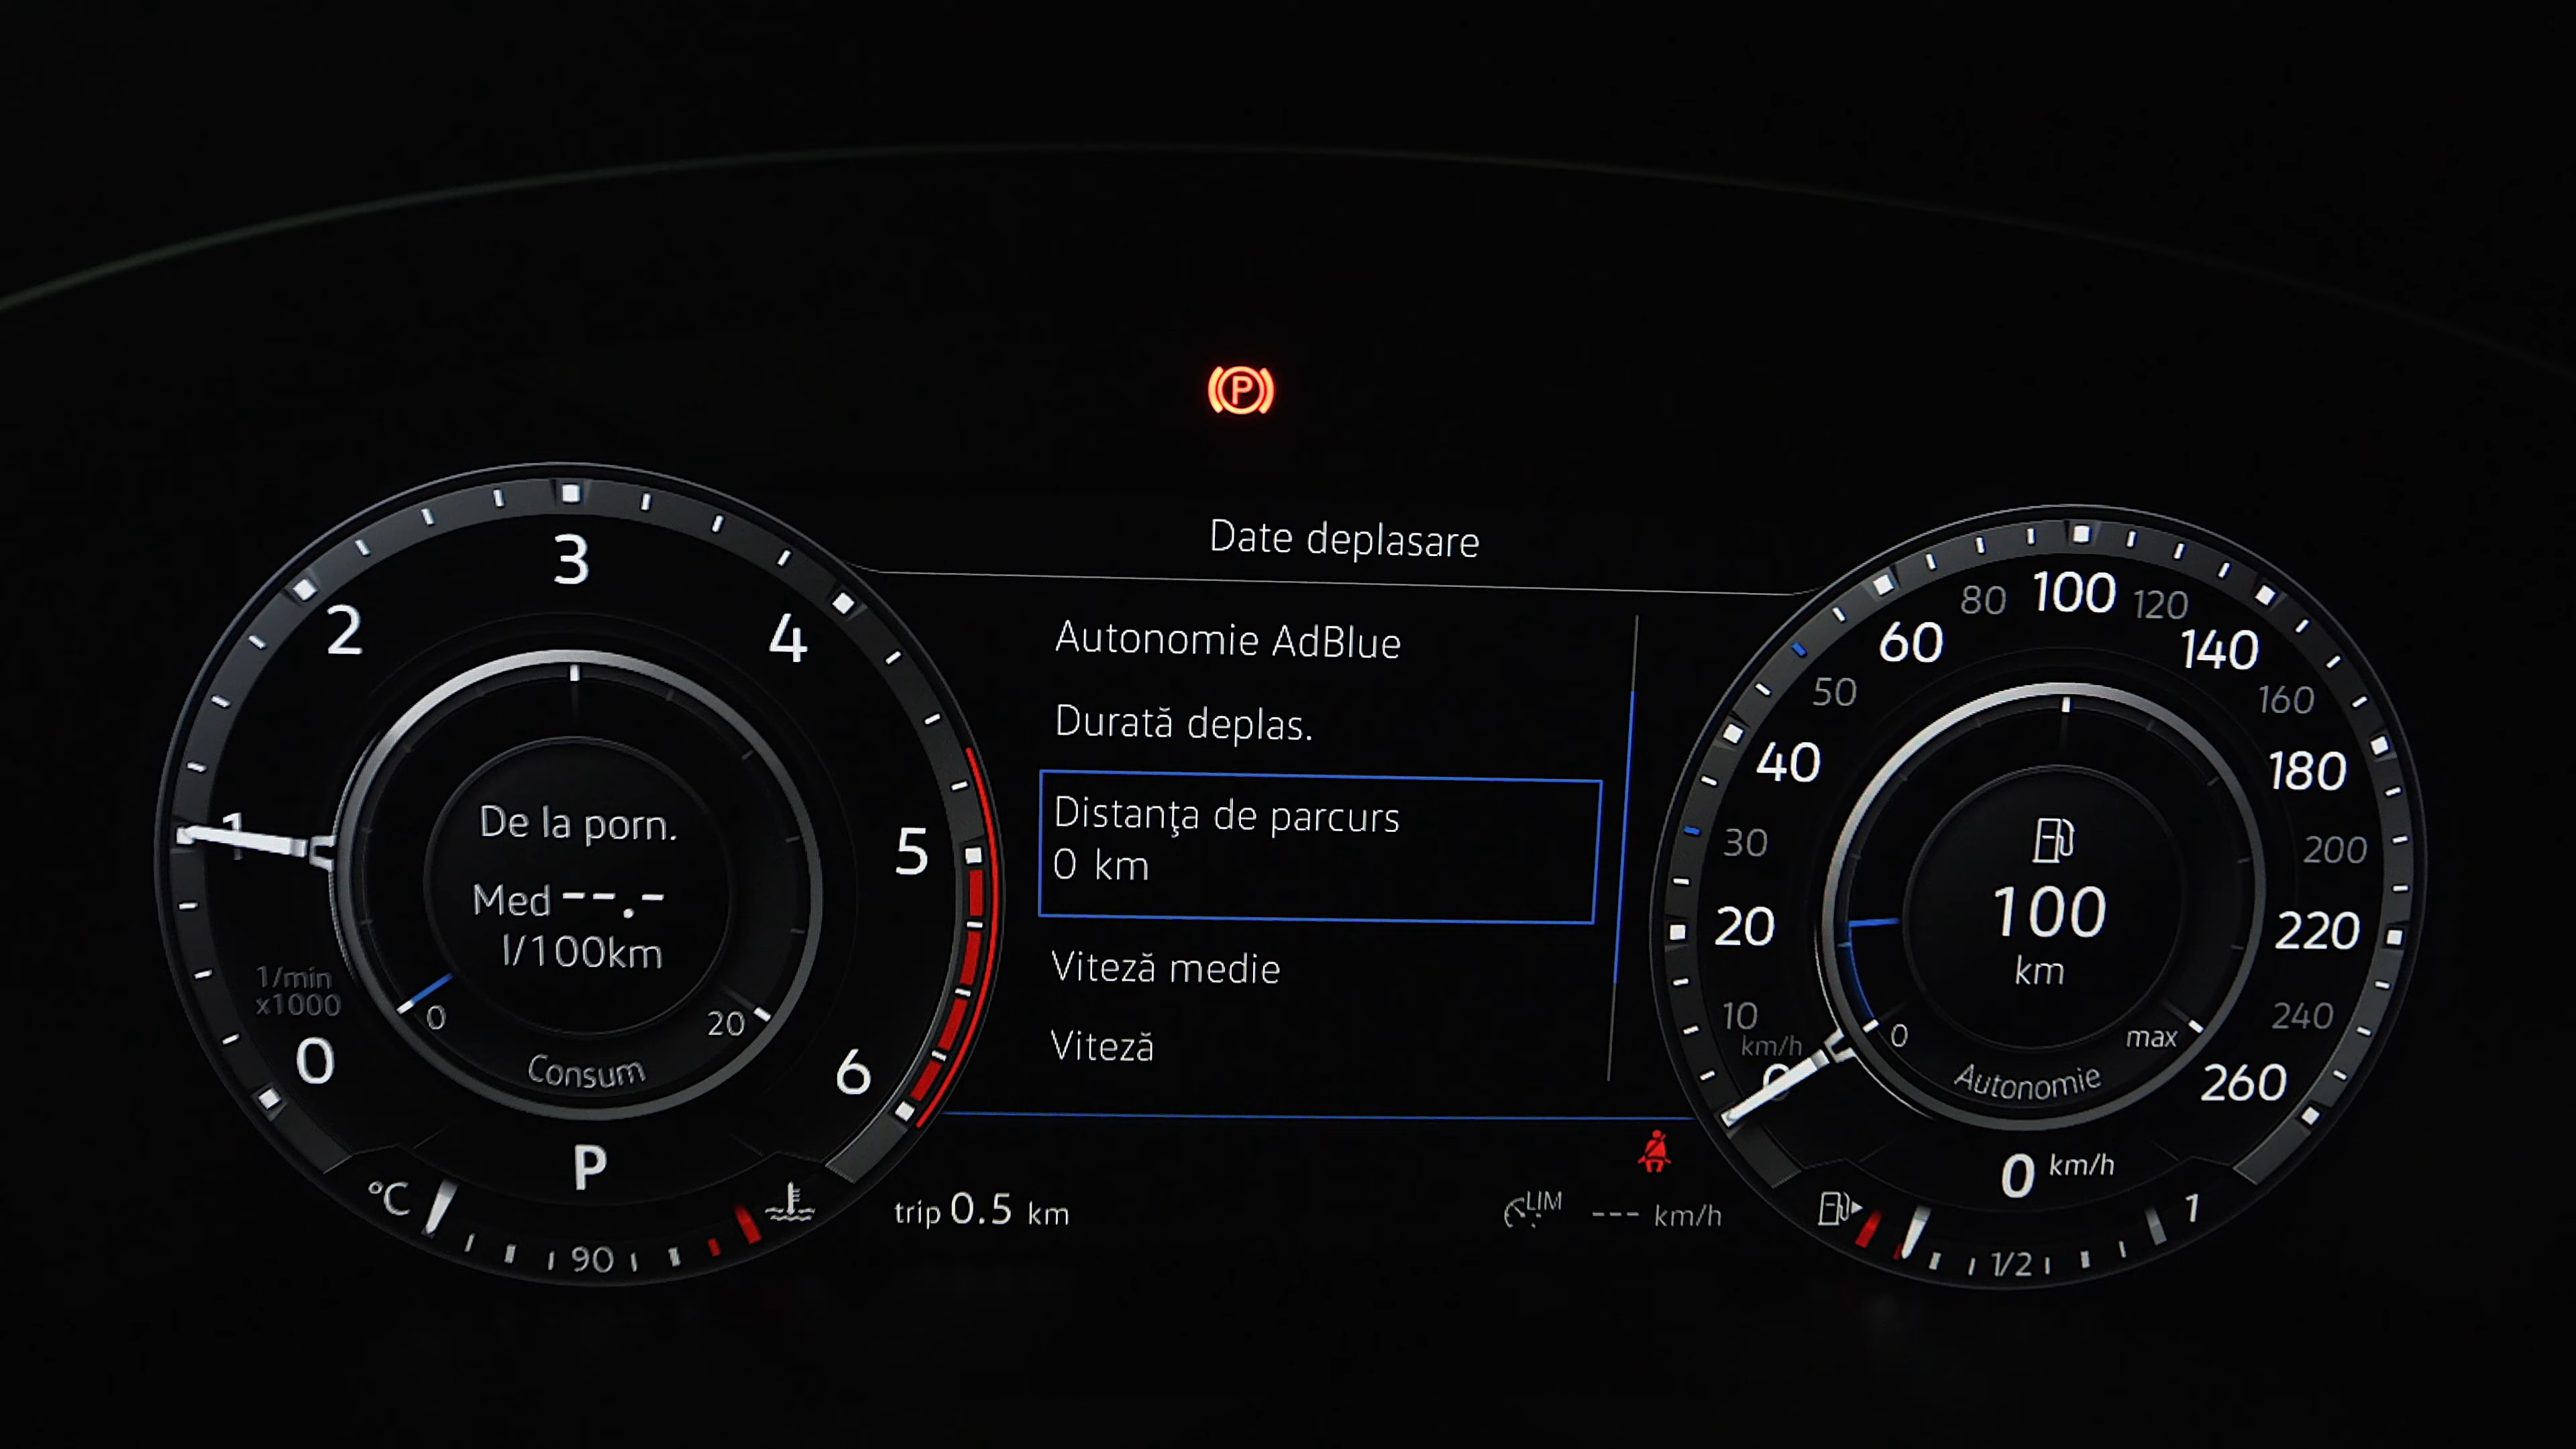 Date deplasare
3
2
4
1
5
1/min
x1000
0
6
De la porn.
Med --.-
l/100km
0
20
Consum
P
°C
90
Autonomie AdBlue
Durată deplas.
Distanţa de parcurs
0 km
Viteză medie
Viteză
trip 0.5 km
LIM --- km/h
80
100
120
60
140
50
160
40
180
30
200
20
220
10
240
km/h
0
260
100
km
0
max
Autonomie
0 km/h
1/2
1
P